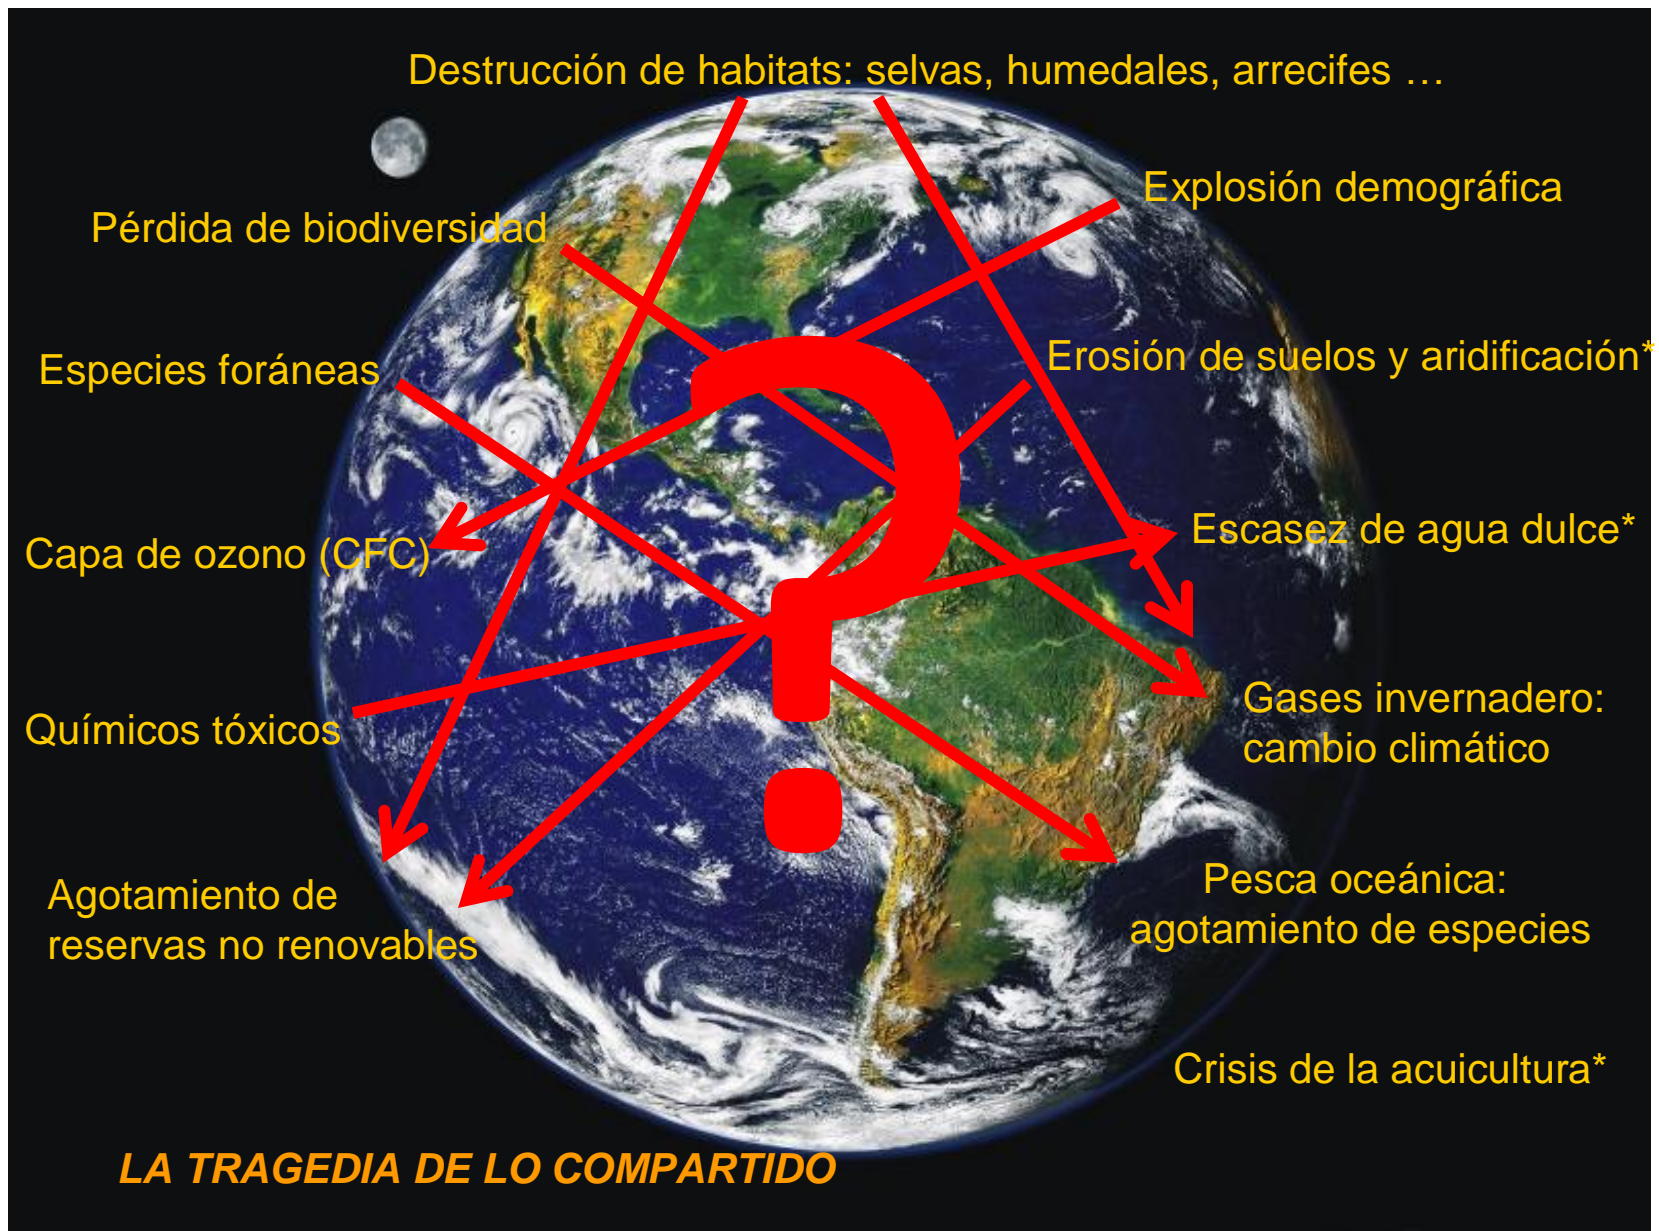 Destrucción de habitats: selvas, humedales, arrecifes …
Explosión demográfica
Pérdida de biodiversidad
Erosión de suelos y aridificación*
Especies foráneas
Escasez de agua dulce*
Capa de ozono (CFC)
?
Gases invernadero:
cambio climático
Químicos tóxicos
Pesca oceánica:
agotamiento de especies
Agotamiento de
reservas no renovables
Crisis de la acuicultura*
LA TRAGEDIA DE LO COMPARTIDO